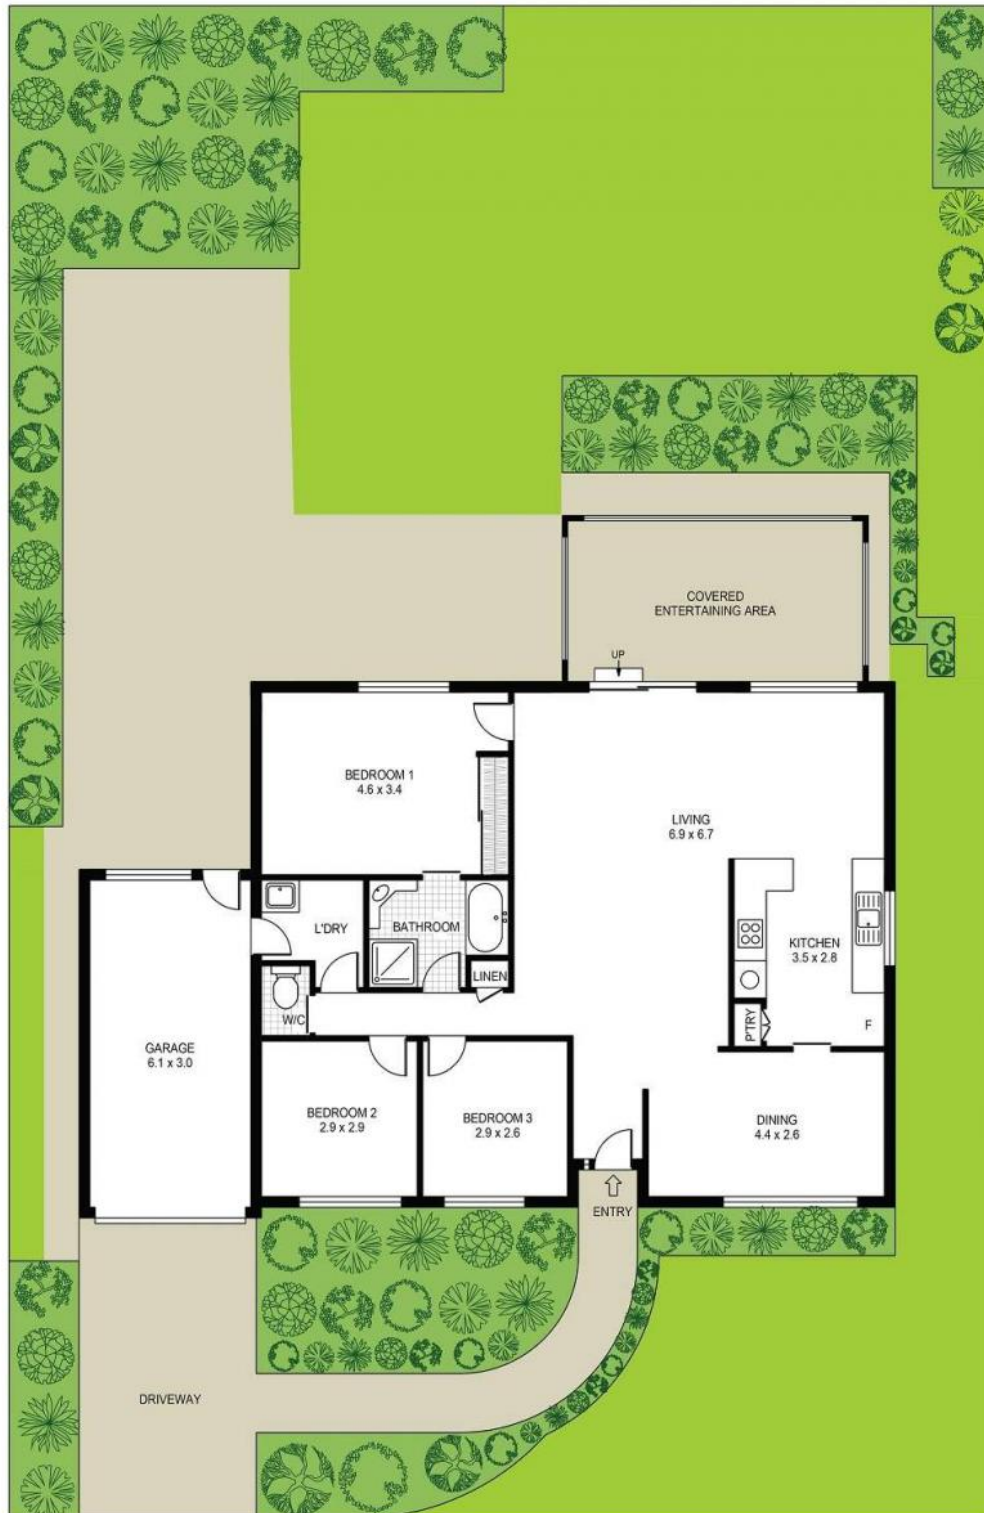 COVERED
ENTERTAINING AREA
UP
BEDROOM 1
4.6 x 3.4
LIVING
6.9 x 6.7
L'DRY
BATHROOM
LINEN
KITCHEN
3.5 x 2.8
W/C
P'TRY
F
GARAGE
6.1 x 3.0
BEDROOM 2
2.9 x 2.9
BEDROOM 3
2.9 x 2.6
DINING
4.4 x 2.6
ENTRY
DRIVEWAY